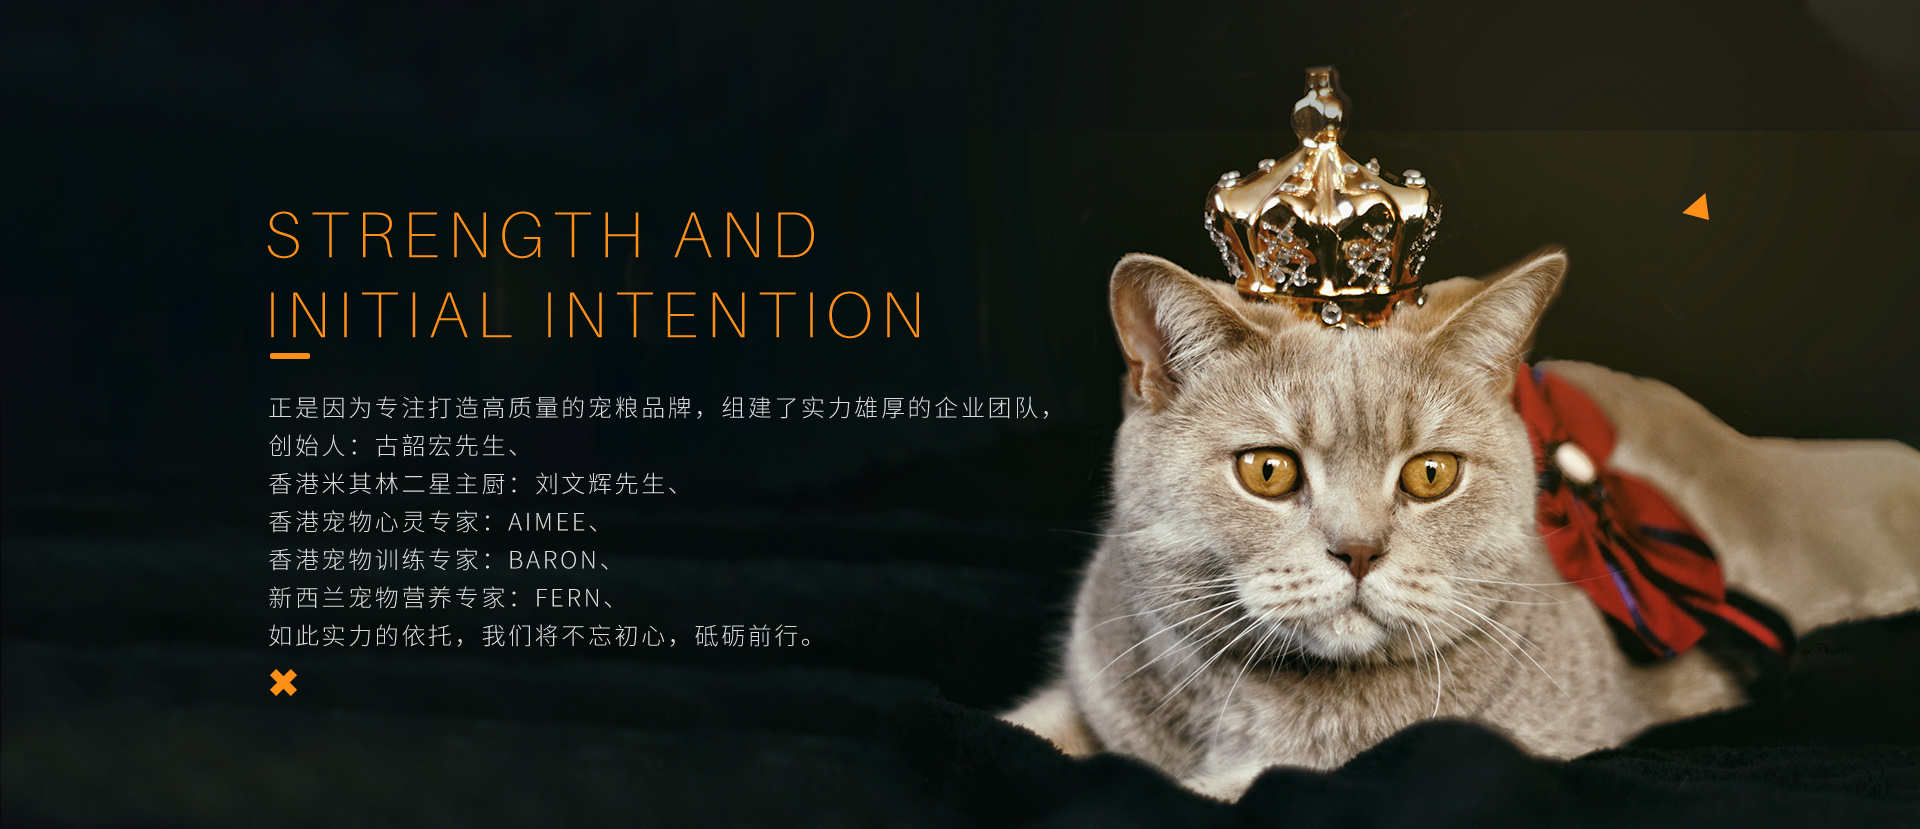 STRENGTH AND
INITIAL INTENTION
正是因为专注打造高质量的宠粮品牌，组建了实力雄厚的企业团队，
创始人：古韶宏先生、
香港米其林二星主厨：刘文辉先生、
香港宠物心灵专家：AIMEE、
香港宠物训练专家：BARON、
新西兰宠物营养专家：FERN、
如此实力的依托，我们将不忘初心，砥砺前行。